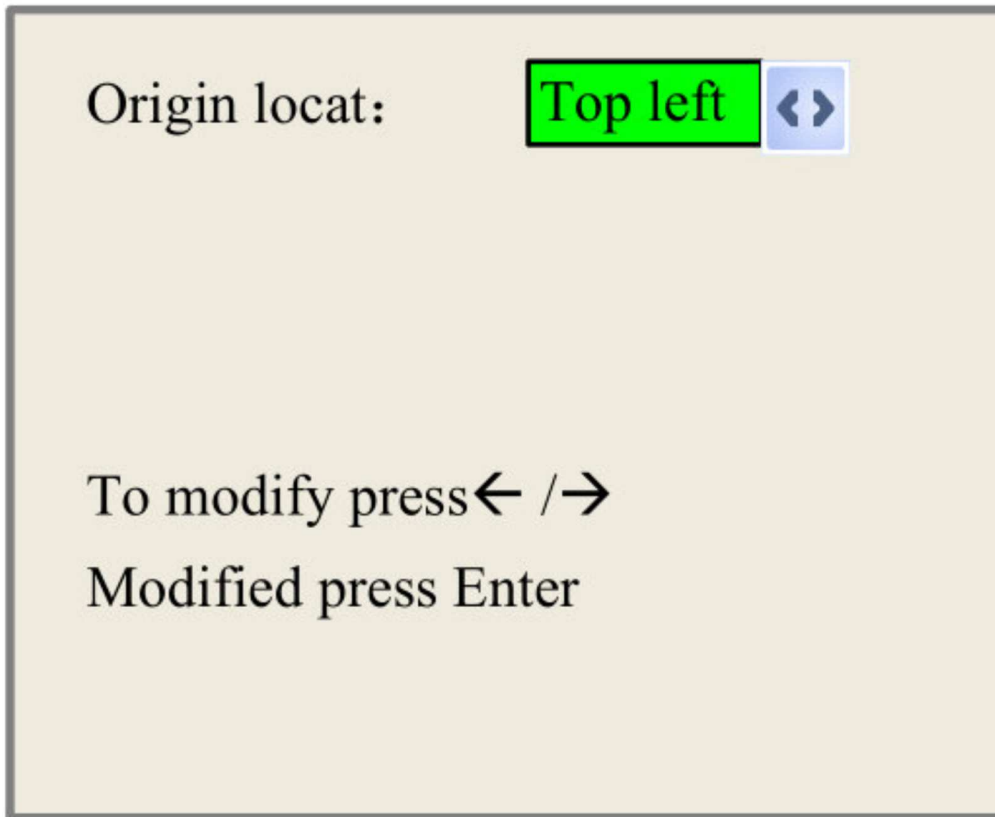 Origin locat： Top left
To modify press← /→
Modified press Enter